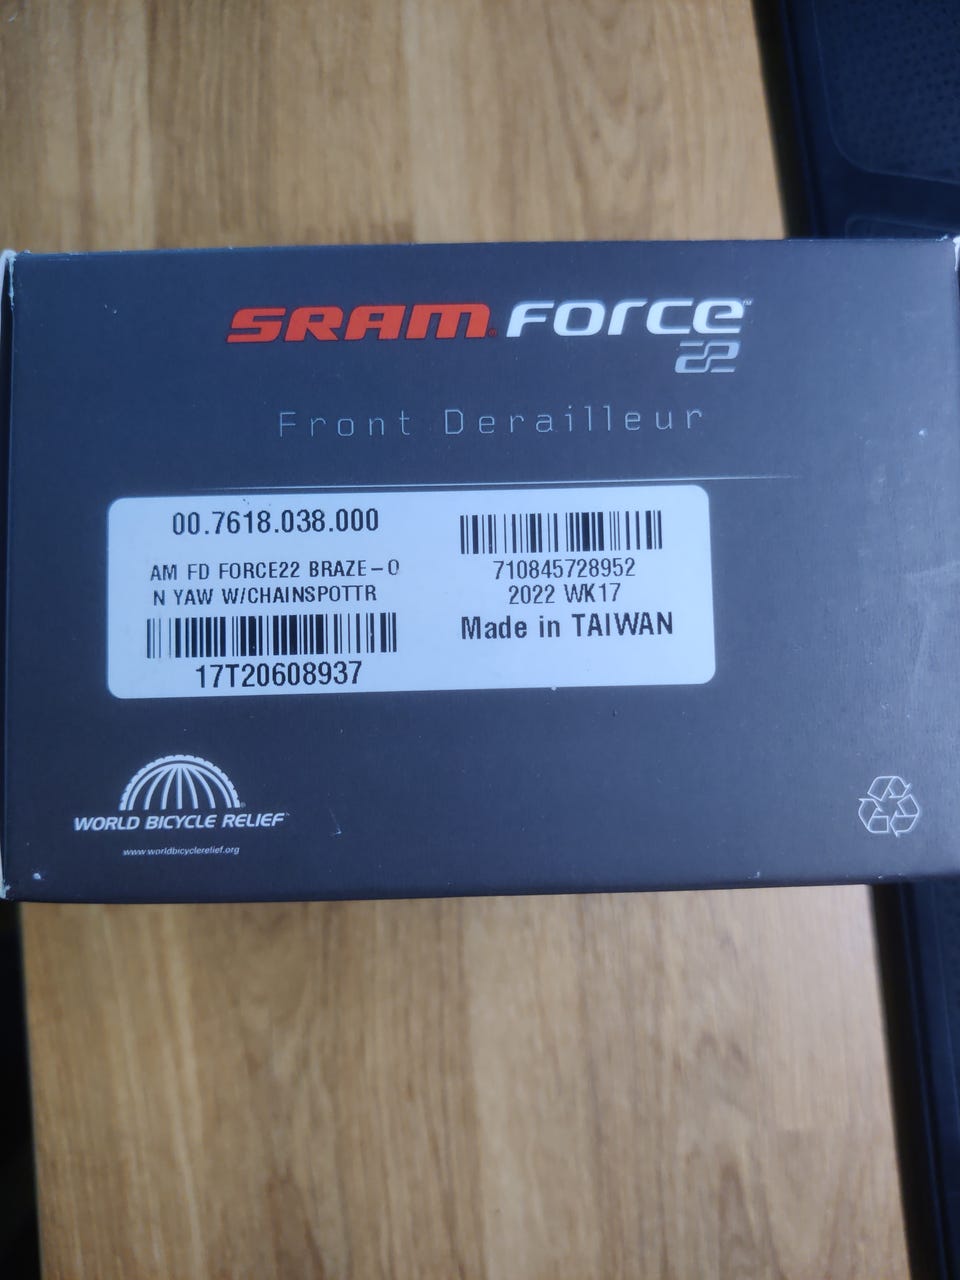 SRAM® FORCE™
22
Front Derailleur
00.7618.038.000
AM FD FORCE22 BRAZE-O
N YAW W/CHAINSPOTTR
17T20608937
710845728952
2022 WK17
Made in TAIWAN
WORLD BICYCLE RELIEF
www.worldbicyclerelief.org